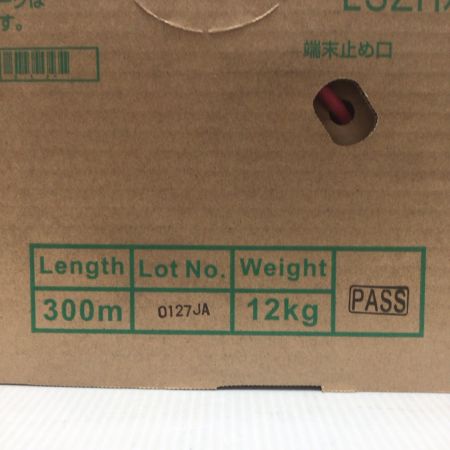 す。
端末止め口
Length Lot No. Weight
300m 0127JA 12kg PASS